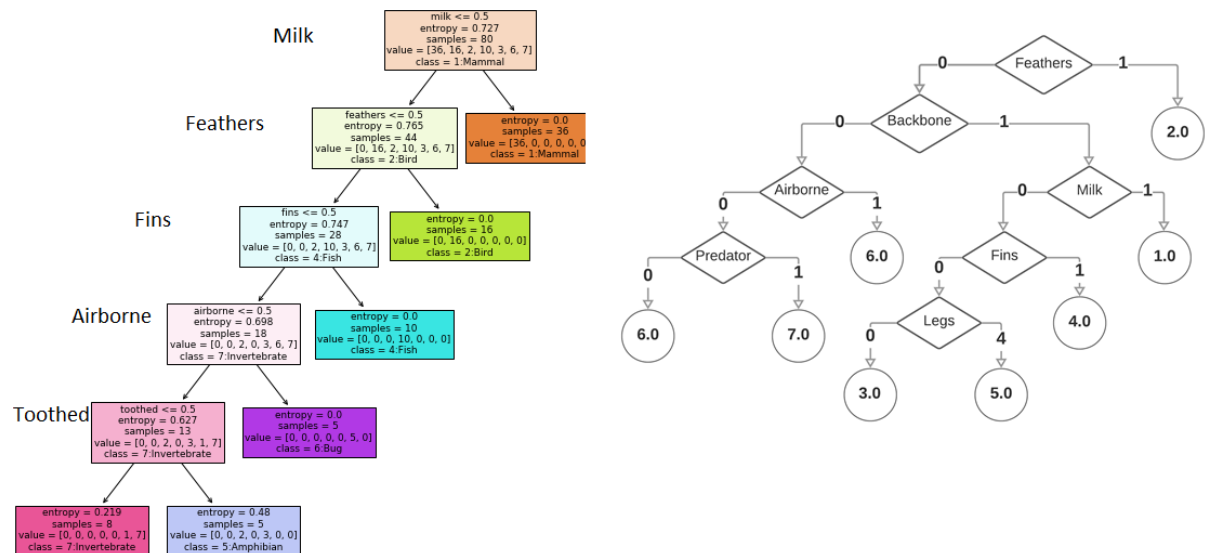 Milk
milk <= 0.5
entropy = 0.727
samples = 80
value = [36, 16, 2, 10, 3, 6, 7]
class = 1:Mammal
Feathers
feathers <= 0.5
entropy = 0.765
samples = 44
value = [0, 16, 2, 10, 3, 6, 7]
class = 2:Bird
entropy = 0.0
samples = 36
value = [36, 0, 0, 0, 0, 0
class = 1:Mammal
Fins
fins <= 0.5
entropy = 0.747
samples = 28
value = [0, 0, 2, 10, 3, 6, 7]
class = 4:Fish
entropy = 0.0
samples = 16
value = [0, 16, 0, 0, 0, 0, 0]
class = 2:Bird
Airborne
airborne <= 0.5
entropy = 0.698
samples = 18
value = [0, 0, 2, 0, 3, 6, 7]
class = 7:Invertebrate
entropy = 0.0
samples = 10
value = [0, 0, 0, 10, 0, 0, 0]
class = 4:Fish
Toothed
toothed <= 0.5
entropy = 0.627
samples = 13
value = [0, 0, 2, 0, 3, 1, 7]
class = 7:Invertebrate
entropy = 0.0
samples = 5
value = [0, 0, 0, 0, 0, 5, 0]
class = 6:Bug
entropy = 0.219
samples = 8
value = [0, 0, 0, 0, 0, 1, 7]
class = 7:Invertebrate
entropy = 0.48
samples = 5
value = [0, 0, 2, 0, 3, 0, 0]
class = 5:Amphibian
Feathers
0
1
Backbone
2.0
0
1
Airborne
Milk
0
1
0
1
Predator
6.0
Fins
1.0
0
1
0
1
6.0
7.0
Legs
4.0
0
4
3.0
5.0